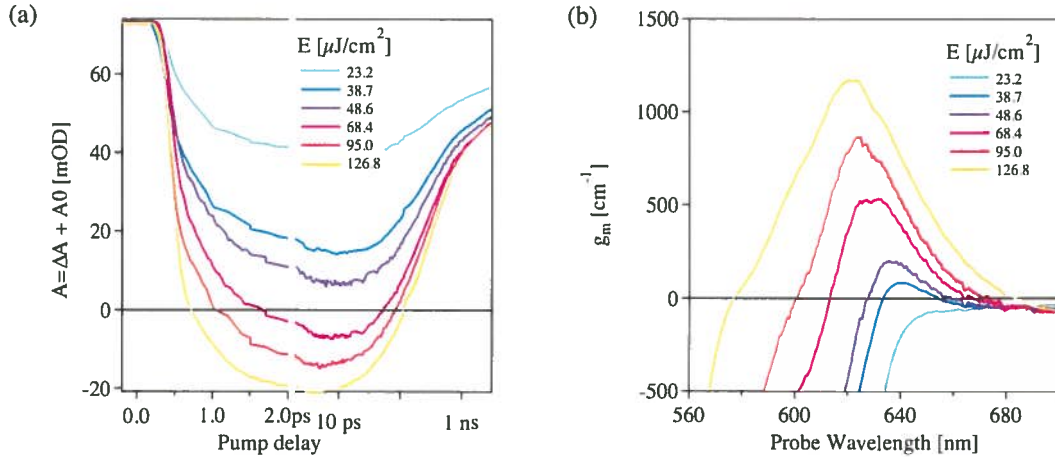 (a)
E [μJ/cm²]
23.2
38.7
48.6
68.4
95.0
126.8
A=ΔA + A0 [mOD]
60
40
20
0
-20
0.0 1.0 2.0ps 10 ps 1 ns
Pump delay
(b)
E [μJ/cm²]
23.2
38.7
48.6
68.4
95.0
126.8
gm [cm⁻¹]
1500
1000
500
0
-500
560 600 640 680
Probe Wavelength [nm]